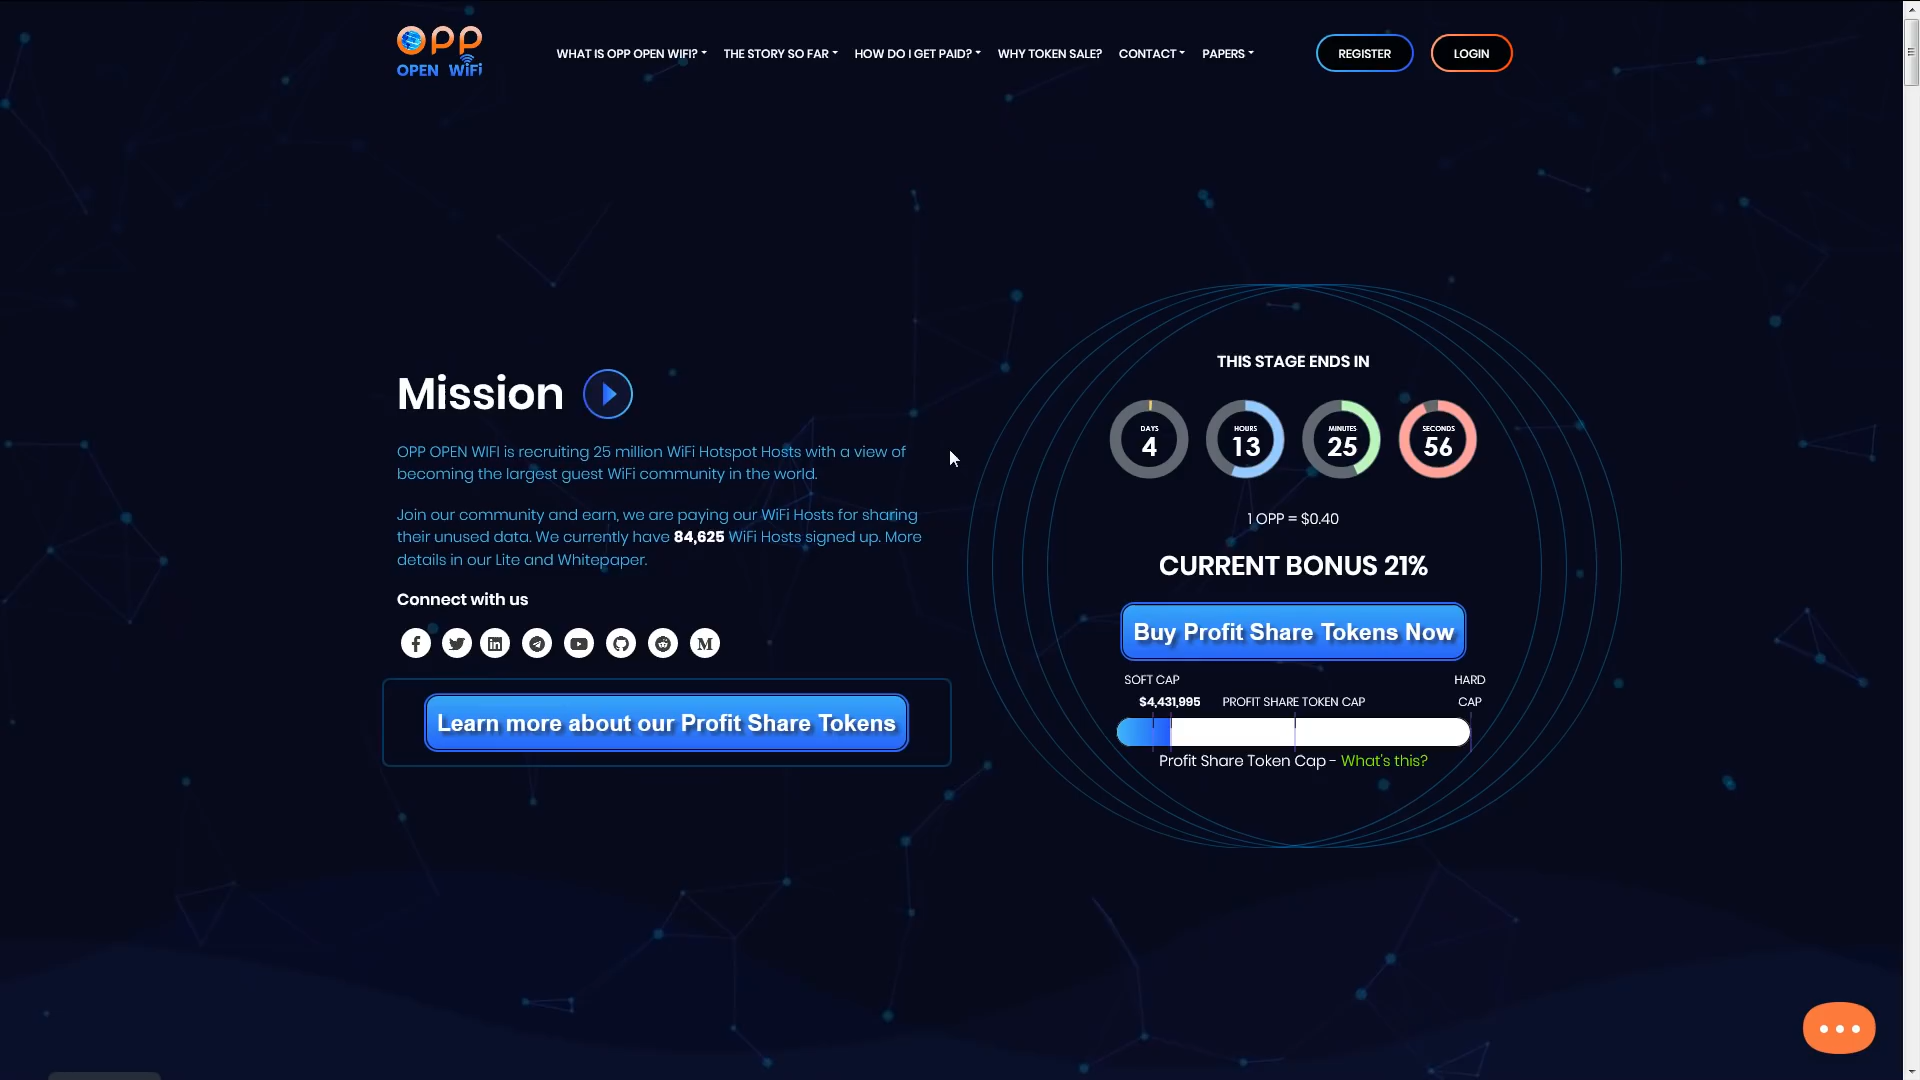 OPP
OPEN WiFi
WHAT IS OPP OPEN WIFI?
THE STORY SO FAR
HOW DO I GET PAID?
WHY TOKEN SALE?
CONTACT
PAPERS
REGISTER
LOGIN
Mission
OPP OPEN WIFI is recruiting 25 million WiFi Hotspot Hosts with a view of
becoming the largest guest WiFi community in the world.
Join our community and earn, we are paying our WiFi Hosts for sharing
their unused data. We currently have 84,625 WiFi Hosts signed up. More
details in our Lite and Whitepaper.
Connect with us
Learn more about our Profit Share Tokens
THIS STAGE ENDS IN
DAYS
4
HOURS
13
MINUTES
25
SECONDS
56
1 OPP = $0.40
CURRENT BONUS 21%
Buy Profit Share Tokens Now
SOFT CAP
$4,431,995
PROFIT SHARE TOKEN CAP
HARD
CAP
Profit Share Token Cap - What's this?